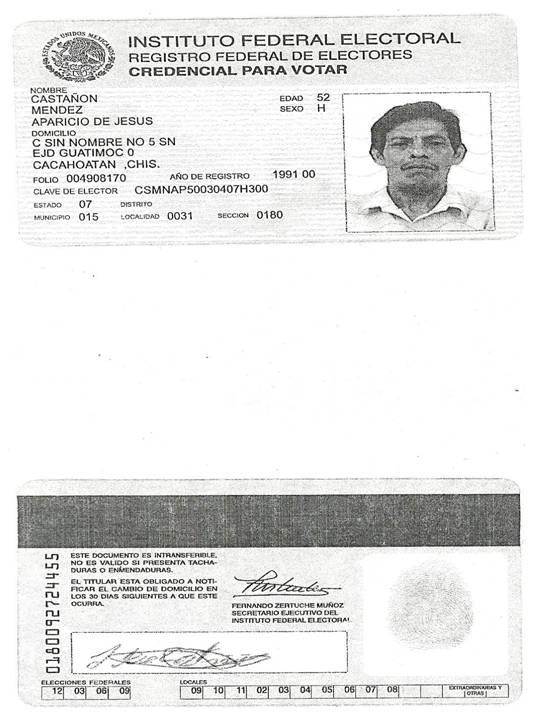 ESTADOS UNIDOS MEXICANOS
INSTITUTO FEDERAL ELECTORAL
REGISTRO FEDERAL DE ELECTORES
CREDENCIAL PARA VOTAR
NOMBRE
CASTAÑON
MENDEZ
APARICIO DE JESUS
EDAD 52
SEXO H
DOMICILIO
C SIN NOMBRE NO 5 SN
EJD GUATIMOC 0
CACAHOATAN ,CHIS.
FOLIO 004908170 AÑO DE REGISTRO 1991 00
CLAVE DE ELECTOR CSMNAP50030407H300
ESTADO 07 DISTRITO
MUNICIPIO 015 LOCALIDAD 0031 SECCION 0180
0180092724455
ESTE DOCUMENTO ES INTRANSFERIBLE,
NO ES VALIDO SI PRESENTA TACHA-
DURAS O ENMENDADURAS.
EL TITULAR ESTA OBLIGADO A NOTI-
FICAR EL CAMBIO DE DOMICILIO EN
LOS 30 DIAS SIGUIENTES A QUE ESTE
OCURRA.
FERNANDO ZERTUCHE MUÑOZ
SECRETARIO EJECUTIVO DEL
INSTITUTO FEDERAL ELECTORAL
ELECCIONES FEDERALES LOCALES EXTRAORDINARIAS Y OTRAS
12 03 06 09 09 10 11 02 03 04 05 06 07 08